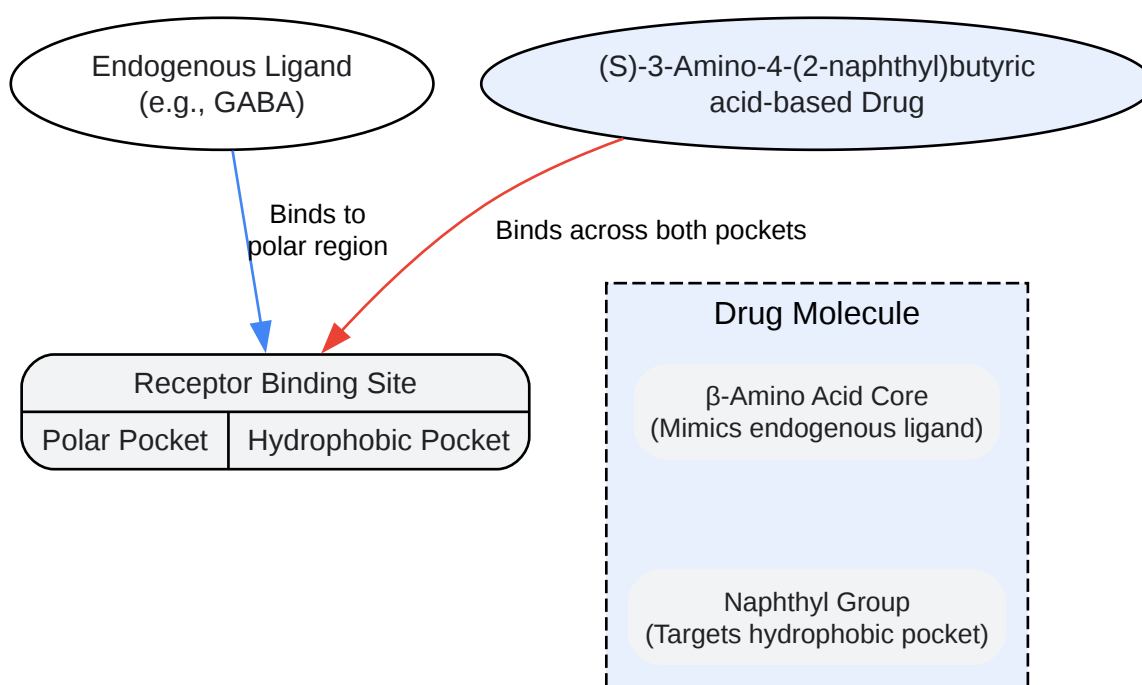 Endogenous Ligand
(e.g., GABA)
(S)-3-Amino-4-(2-naphthyl)butyric
acid-based Drug
Binds to
polar region
Binds across both pockets
Receptor Binding Site
Polar Pocket
Hydrophobic Pocket
Drug Molecule
β-Amino Acid Core
(Mimics endogenous ligand)
Naphthyl Group
(Targets hydrophobic pocket)